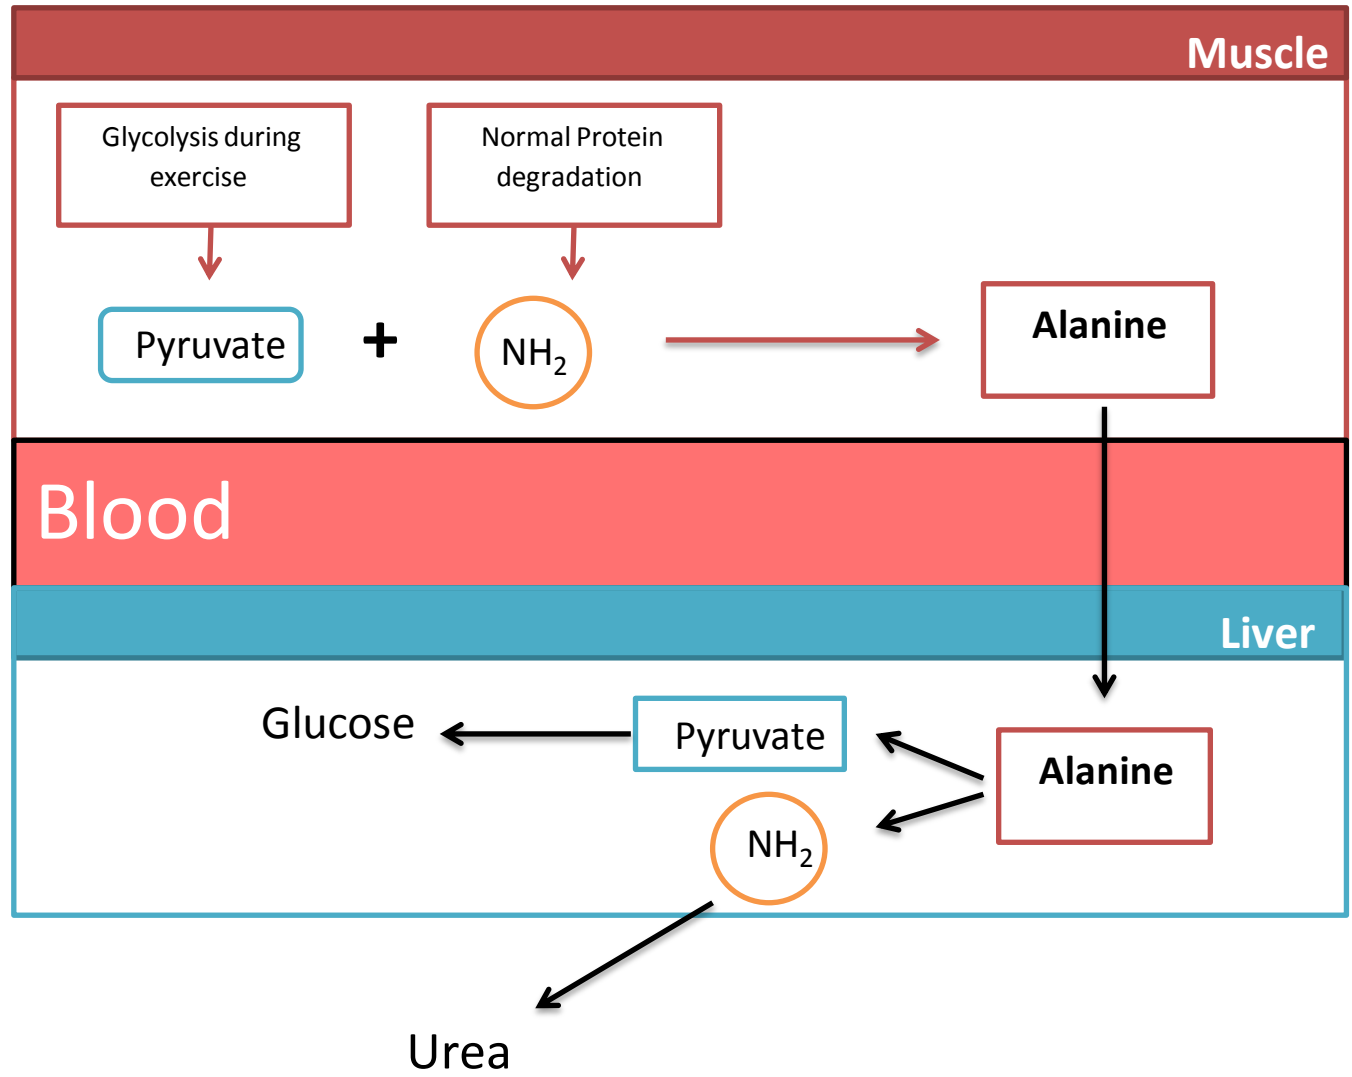 Muscle
Glycolysis during
exercise
Normal Protein
degradation
Pyruvate
+
NH₂
Alanine
Blood
Liver
Glucose
Pyruvate
Alanine
NH₂
Urea